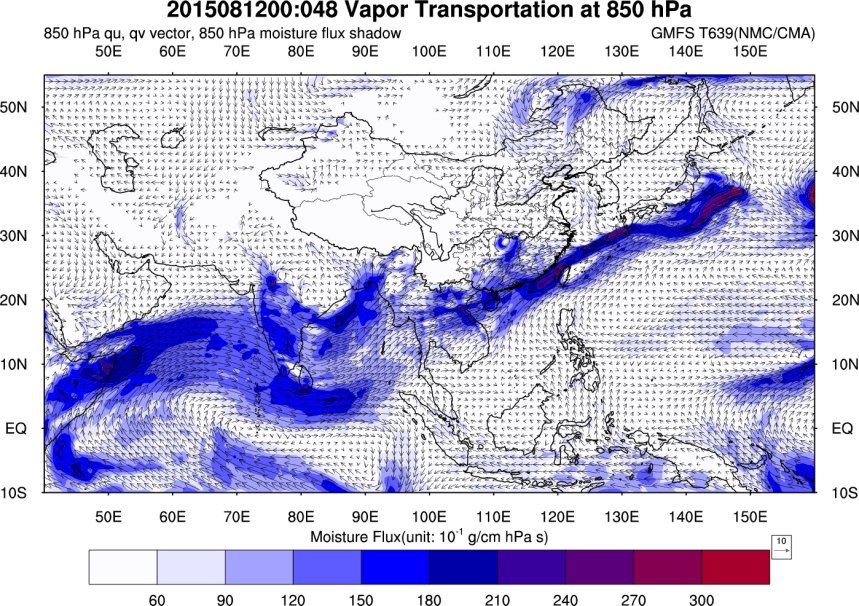 2015081200:048 Vapor Transportation at 850 hPa
850 hPa qu, qv vector, 850 hPa moisture flux shadow GMFS T639(NMC/CMA)
50E 60E 70E 80E 90E 100E 110E 120E 130E 140E 150E
50N 50N
40N 40N
30N 30N
20N 20N
10N 10N
EQ EQ
10S 10S
50E 60E 70E 80E 90E 100E 110E 120E 130E 140E 150E
Moisture Flux(unit: 10⁻¹ g/cm hPa s)
10
60 90 120 150 180 210 240 270 300